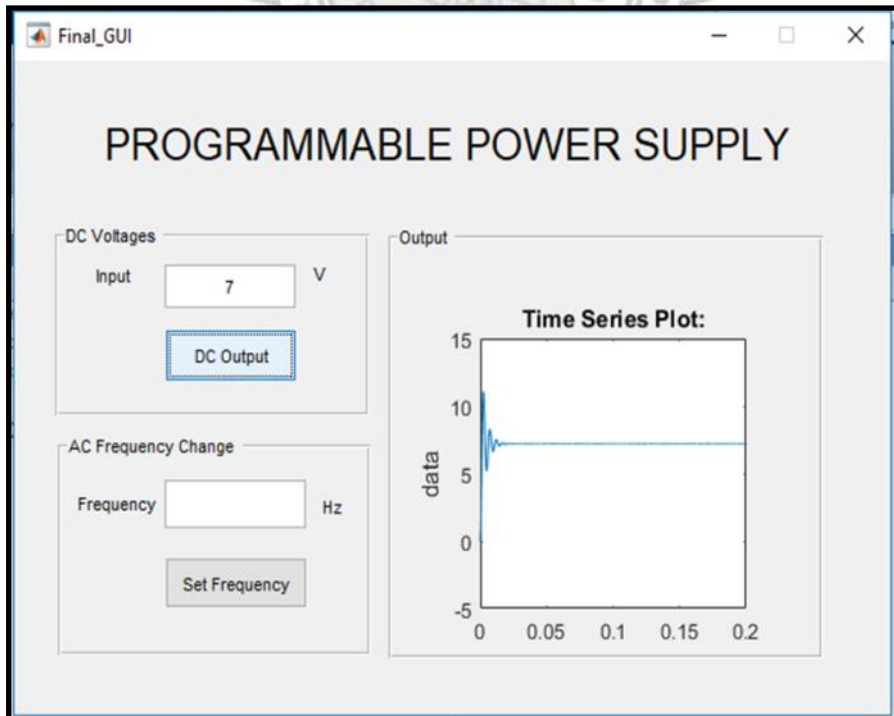 Final_GUI
PROGRAMMABLE POWER SUPPLY
DC Voltages
Input 7 V
DC Output
AC Frequency Change
Frequency Hz
Set Frequency
Output
Time Series Plot:
15
10
5
0
-5
data
0 0.05 0.1 0.15 0.2